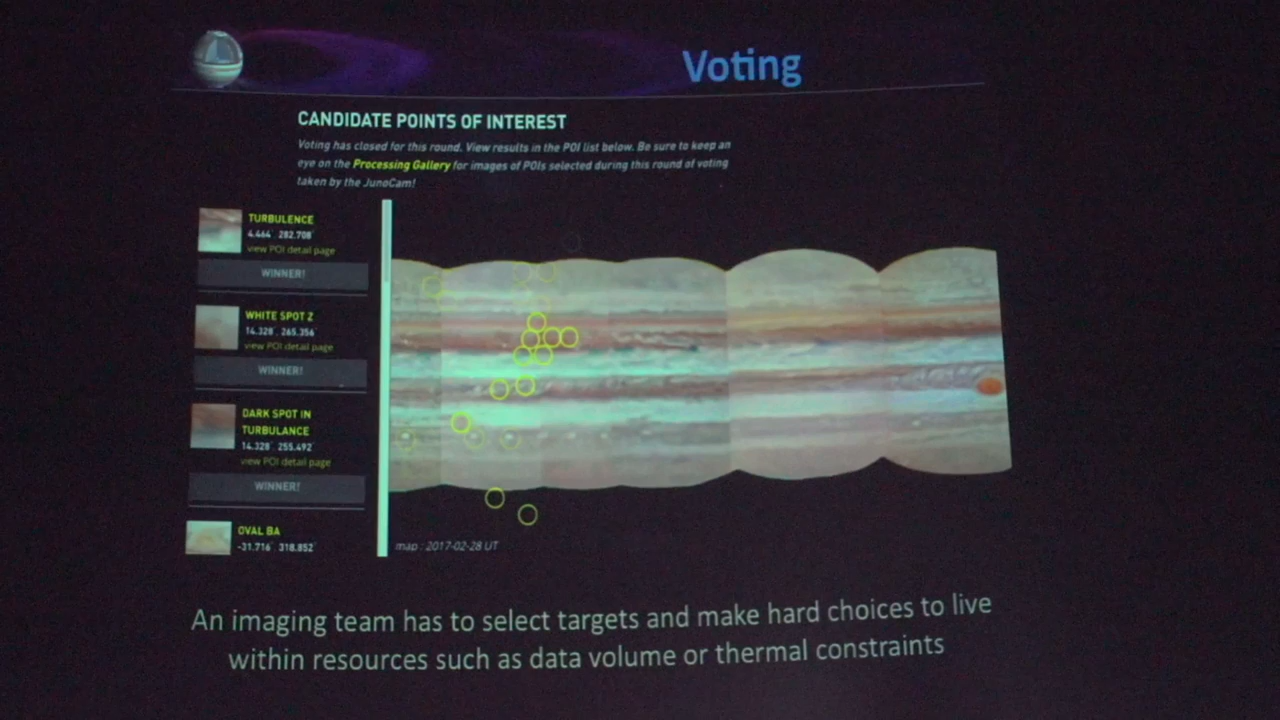 Voting
CANDIDATE POINTS OF INTEREST
Voting has closed for this round. View results in the POI list below. Be sure to keep an
eye on the Processing Gallery for images of POIs selected during this round of voting
taken by the JunoCam!
TURBULENCE
4.464° 282.708°
view POI detail page
WINNER!
WHITE SPOT Z
14.328° 265.356°
view POI detail page
WINNER!
DARK SPOT IN
TURBULANCE
14.328° 255.492°
view POI detail page
WINNER!
OVAL BA
-31.716° 318.852°
map : 2017-02-28 UT
An imaging team has to select targets and make hard choices to live
within resources such as data volume or thermal constraints